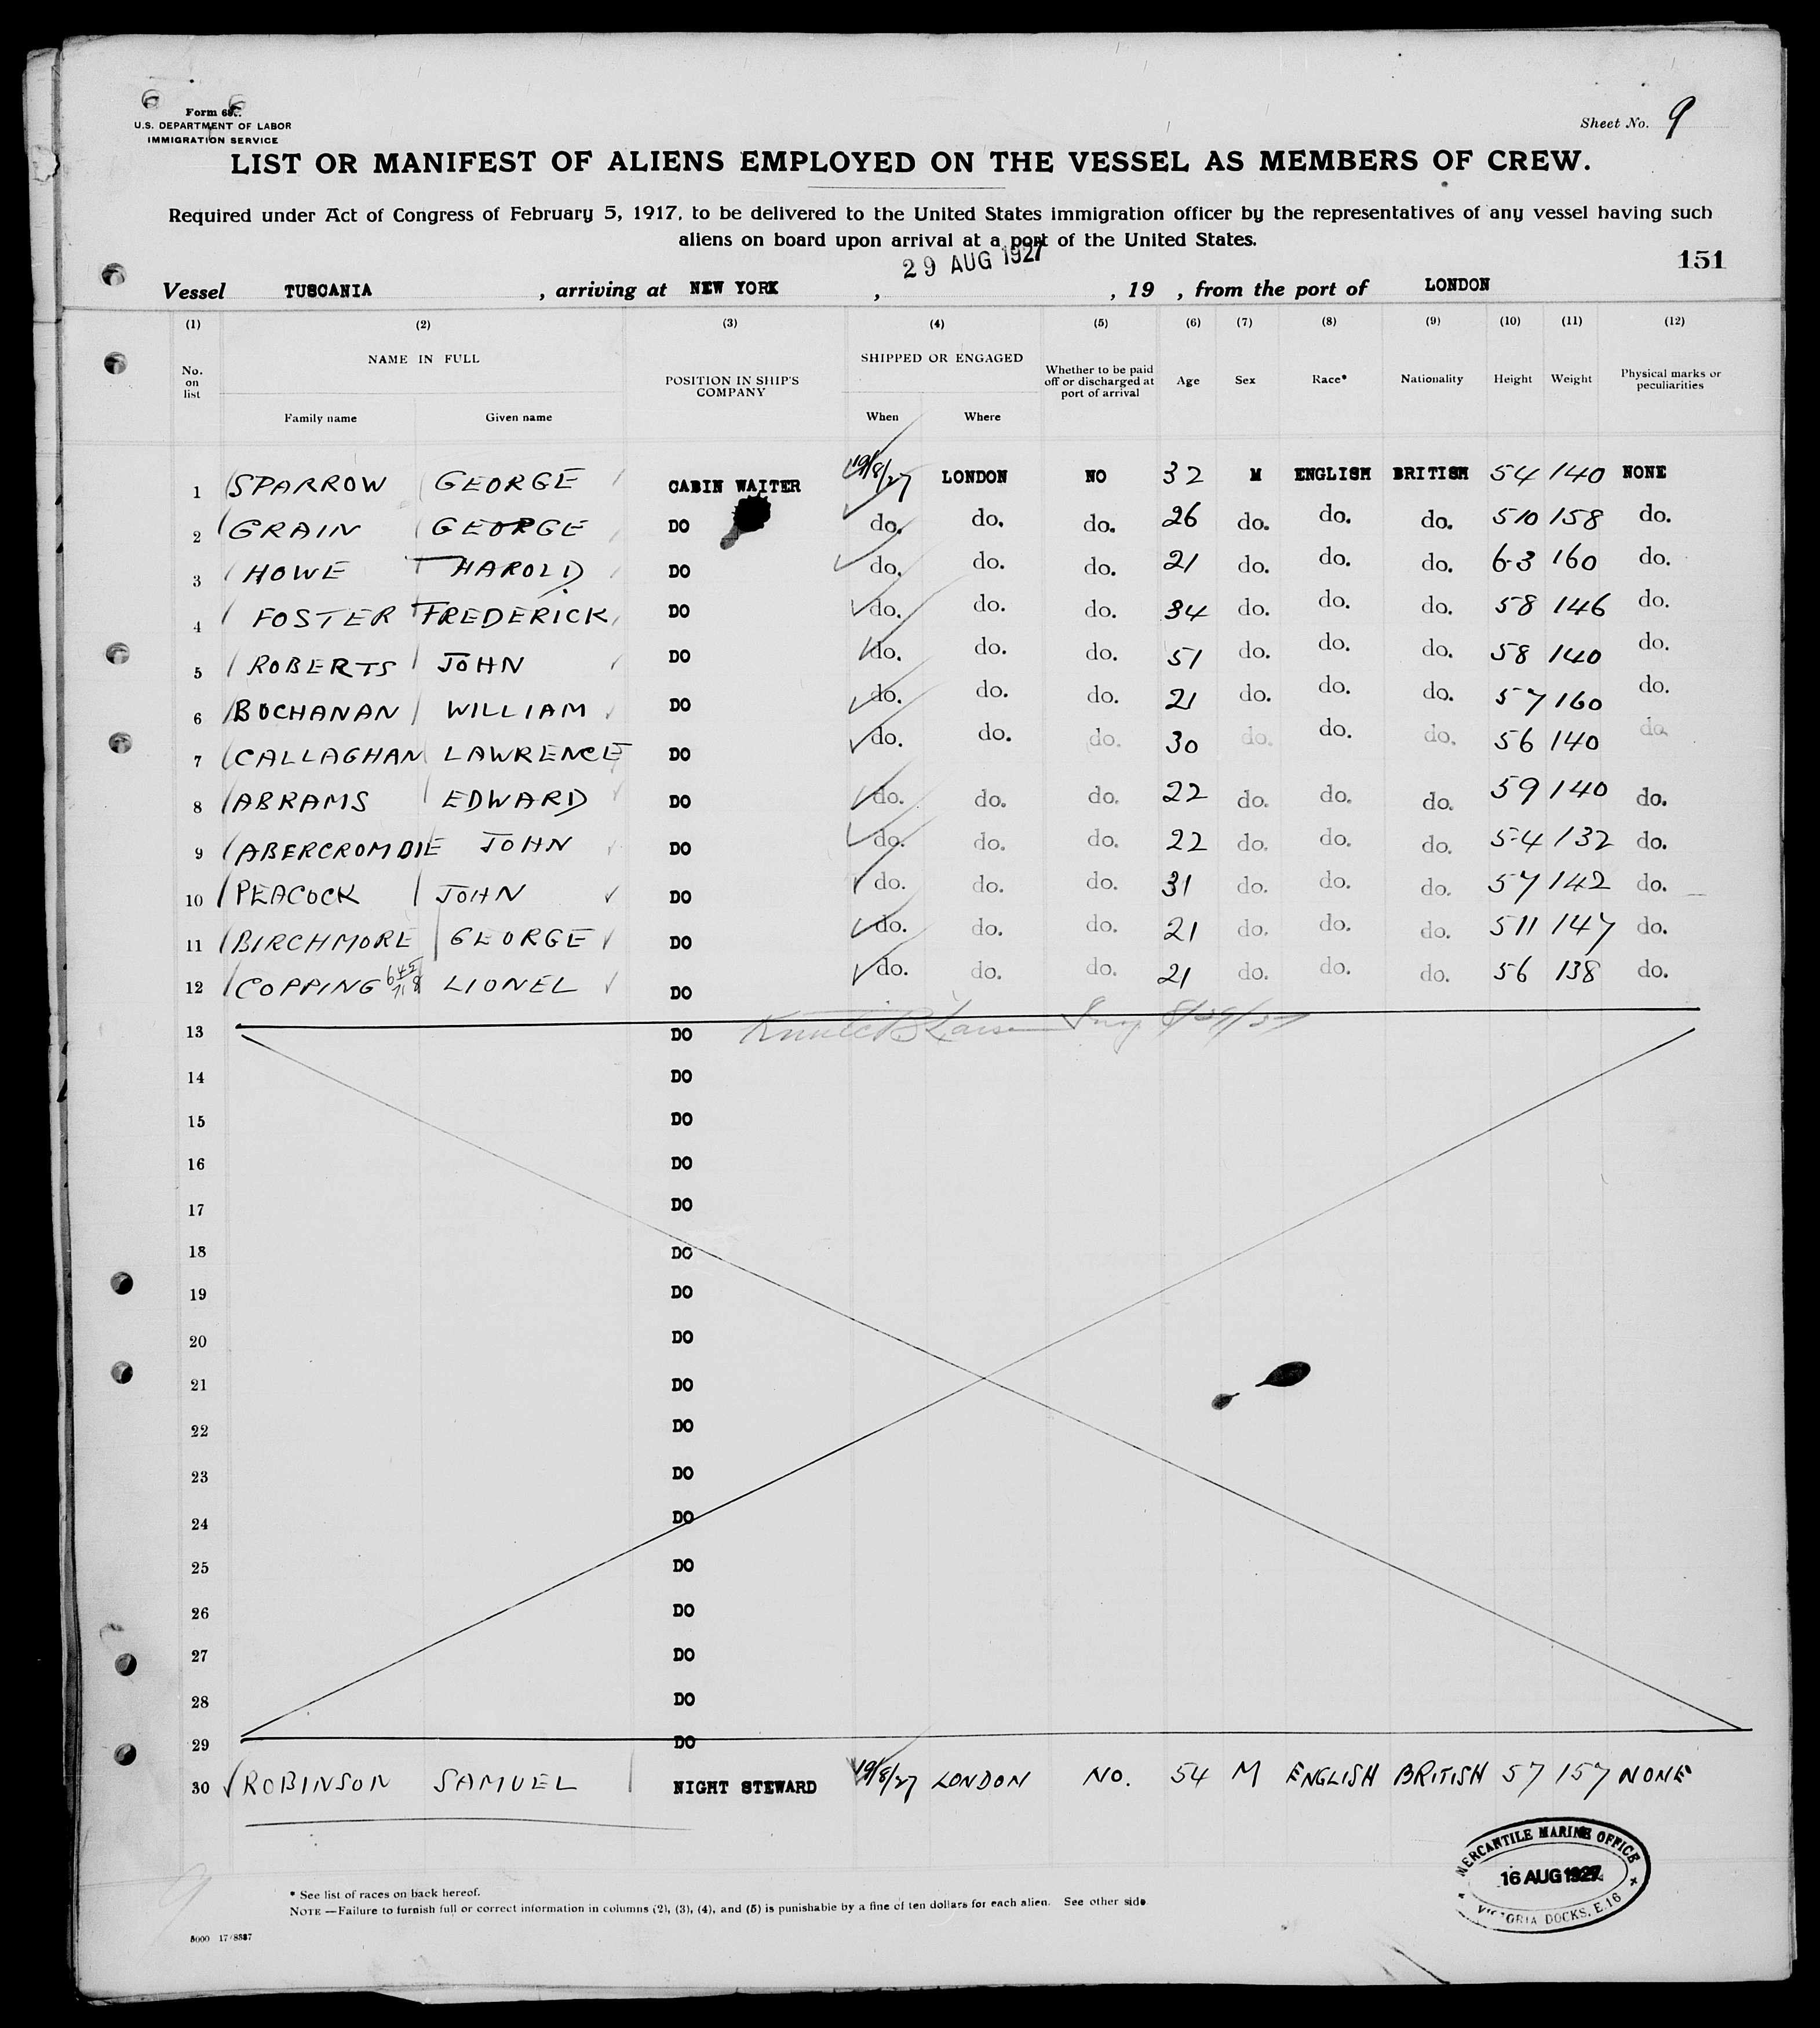 Form 68
U.S. DEPARTMENT OF LABOR
IMMIGRATION SERVICE
Sheet No. 9
LIST OR MANIFEST OF ALIENS EMPLOYED ON THE VESSEL AS MEMBERS OF CREW.
Required under Act of Congress of February 5, 1917, to be delivered to the United States immigration officer by the representatives of any vessel having such
aliens on board upon arrival at a port of the United States.
29 AUG 1927
151
Vessel TUSCANIA , arriving at NEW YORK , , 19 , from the port of LONDON
(1) (2) (3) (4) (5) (6) (7) (8) (9) (10) (11) (12)
No. on list NAME IN FULL Family name Given name POSITION IN SHIP'S COMPANY SHIPPED OR ENGAGED When Where Whether to be paid off or discharged at port of arrival Age Sex Race* Nationality Height Weight Physical marks or peculiarities
1 SPARROW GEORGE CABIN WAITER 19/8/27 LONDON NO 32 M ENGLISH BRITISH 54 140 NONE
2 GRAIN GEORGE DO do. do. do. 26 do. do. do. 510 158 do.
3 HOWE HAROLD DO do. do. do. 21 do. do. do. 6-3 160 do.
4 FOSTER FREDERICK DO do. do. do. 34 do. do. do. 58 146 do.
5 ROBERTS JOHN DO do. do. do. 51 do. do. do. 58 140 do.
6 BUCHANAN WILLIAM DO do. do. do. 21 do. do. do. 57 160 do.
7 CALLAGHAN LAWRENCE DO do. do. do. 30 do. do. do. 56 140 do.
8 ABRAMS EDWARD DO do. do. do. 22 do. do. do. 59 140 do.
9 ABERCROMBIE JOHN DO do. do. do. 22 do. do. do. 5-4 132 do.
10 PEACOCK JOHN DO do. do. do. 31 do. do. do. 57 142 do.
11 BIRCHMORE GEORGE DO do. do. do. 21 do. do. do. 511 147 do.
12 COPPING LIONEL DO do. do. do. 21 do. do. do. 56 138 do.
13 DO
14 DO
15 DO
16 DO
17 DO
18 DO
19 DO
20 DO
21 DO
22 DO
23 DO
24 DO
25 DO
26 DO
27 DO
28 DO
29 DO
30 ROBINSON SAMUEL NIGHT STEWARD 19/8/27 LONDON NO. 54 M ENGLISH BRITISH 57 157 NONE
MERCANTILE MARINE OFFICE
16 AUG 1927
VICTORIA DOCKS, E.16
* See list of races on back hereof.
NOTE —Failure to furnish full or correct information in columns (2), (3), (4), and (5) is punishable by a fine of ten dollars for each alien. See other side.
5000 17/8887